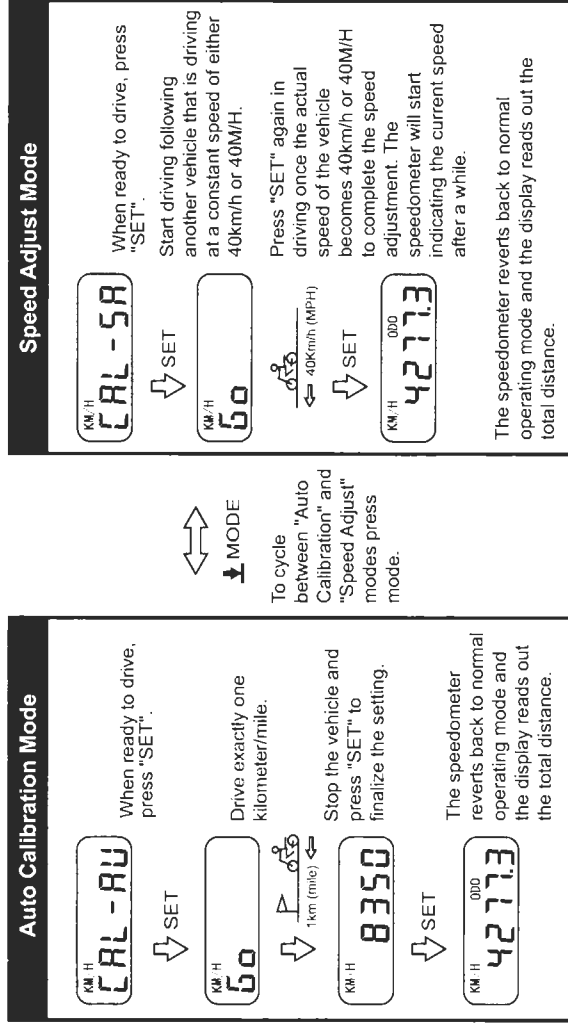 Auto Calibration Mode
KM/H
CAL-AU
When ready to drive,
press "SET".
SET
KM/H
Go
Drive exactly one
kilometer/mile.
1km (mile)
KM/H
8350
Stop the vehicle and
press "SET" to
finalize the setting.
SET
KM/H ODO
4277.3
The speedometer
reverts back to normal
operating mode and
the display reads out
the total distance.
MODE
To cycle
between "Auto
Calibration" and
"Speed Adjust"
modes press
mode.
Speed Adjust Mode
KM/H
CAL-SA
When ready to drive, press
"SET".
SET
KM/H
Go
Start driving following
another vehicle that is driving
at a constant speed of either
40km/h or 40M/H.
40Km/h (MPH)
SET
Press "SET" again in
driving once the actual
speed of the vehicle
becomes 40km/h or 40M/H
to complete the speed
adjustment. The
speedometer will start
indicating the current speed
after a while.
KM/H ODO
4277.3
The speedometer reverts back to normal
operating mode and the display reads out the
total distance.